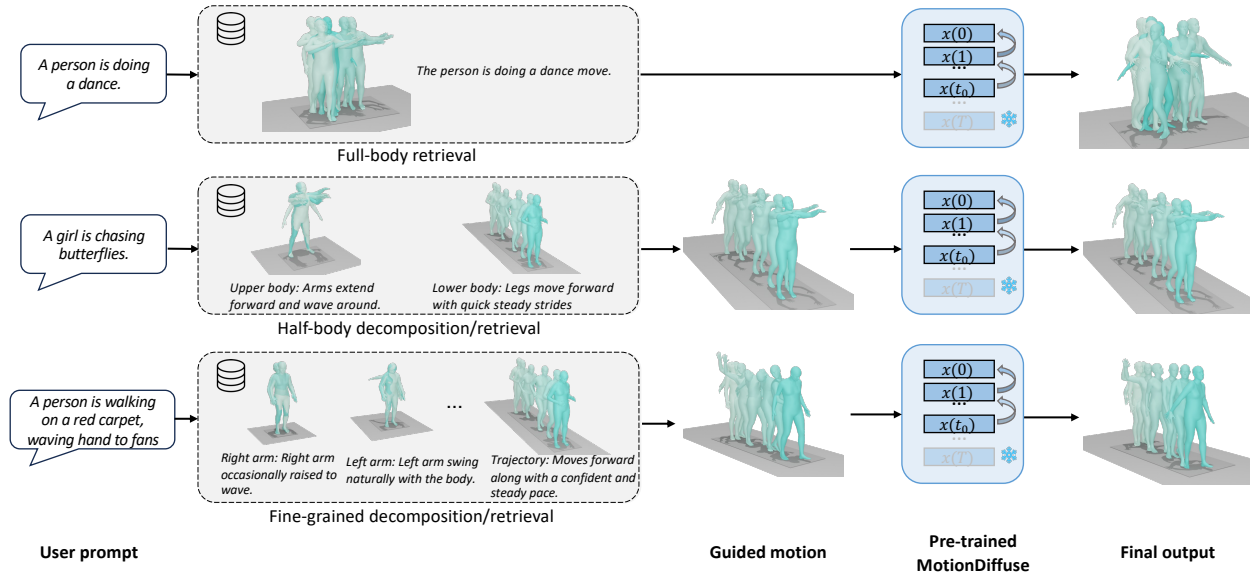 A person is doing
a dance.
The person is doing a dance move.
Full-body retrieval
x(0)
x(1)
...
x(t₀)
...
x(T)
A girl is chasing
butterflies.
Upper body: Arms extend
forward and wave around.
Lower body: Legs move forward
with quick steady strides
Half-body decomposition/retrieval
x(0)
x(1)
...
x(t₀)
...
x(T)
A person is walking
on a red carpet,
waving hand to fans
...
Right arm: Right arm
occasionally raised to
wave.
Left arm: Left arm swing
naturally with the body.
Trajectory: Moves forward
along with a confident and
steady pace.
Fine-grained decomposition/retrieval
x(0)
x(1)
...
x(t₀)
...
x(T)
User prompt
Guided motion
Pre-trained
MotionDiffuse
Final output